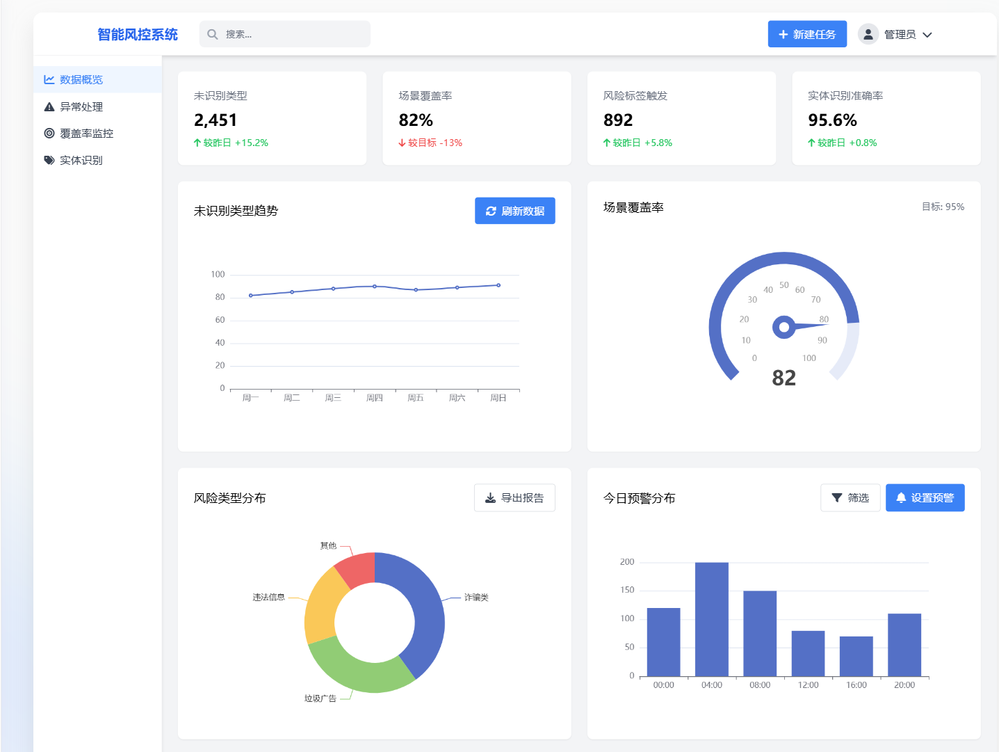 智能风控系统
搜索...
新建任务
管理员
数据概览
异常处理
覆盖率监控
实体识别
未识别类型
2,451
较昨日 +15.2%
场景覆盖率
82%
较目标 -13%
风险标签触发
892
较昨日 +5.8%
实体识别准确率
95.6%
较昨日 +0.8%
未识别类型趋势
刷新数据
100
80
60
40
20
0
周一 周二 周三 周四 周五 周六 周日
场景覆盖率
目标: 95%
0
10
20
30
40
50
60
70
80
90
100
82
风险类型分布
导出报告
其他
违法信息
诈骗类
垃圾广告
今日预警分布
筛选
设置预警
200
150
100
50
0
00:00 04:00 08:00 12:00 16:00 20:00